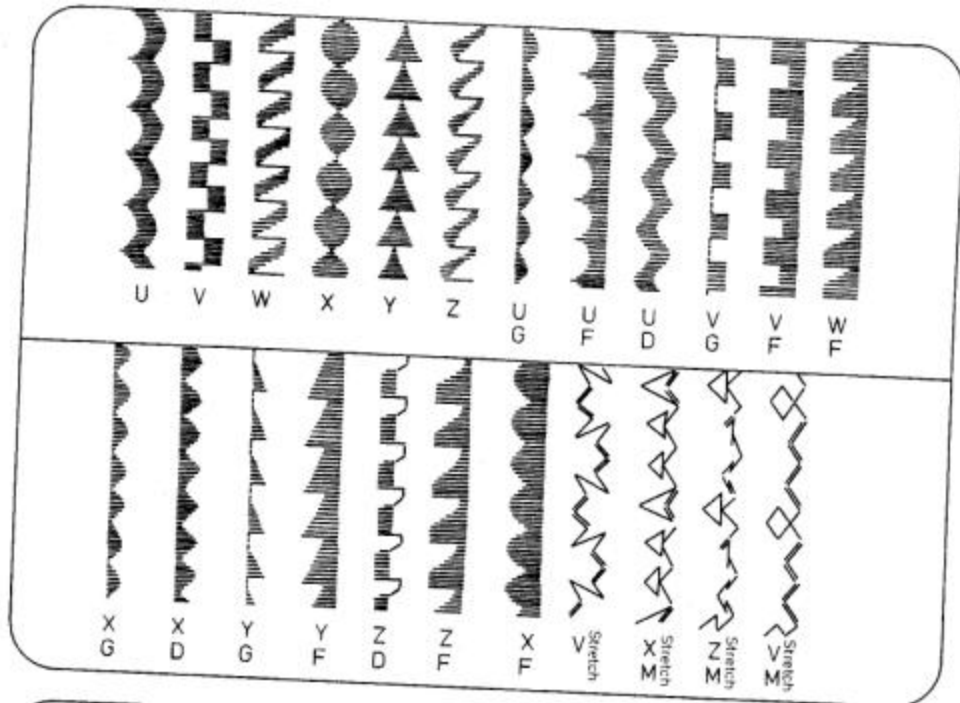 U V W X Y Z U U U V V W
G F D G F F
X X Y Y Z Z X V Stretch X Stretch Z Stretch V Stretch
G D G F D F F M M M